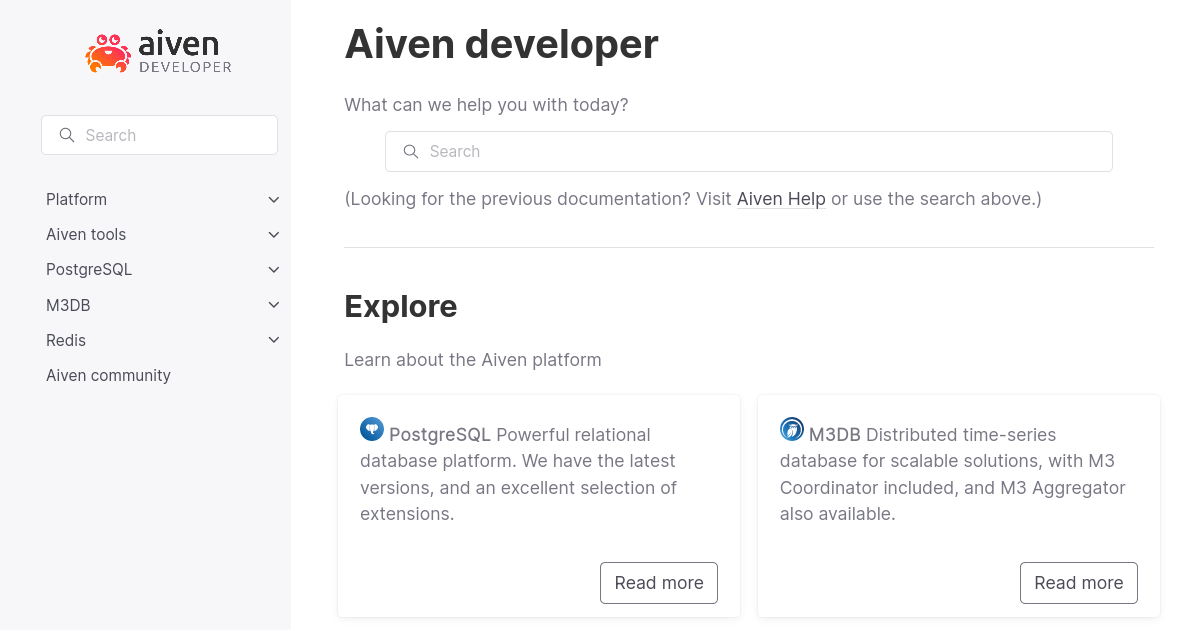 aiven
DEVELOPER
Search
Platform
Aiven tools
PostgreSQL
M3DB
Redis
Aiven community
Aiven developer
What can we help you with today?
Search
(Looking for the previous documentation? Visit Aiven Help or use the search above.)
Explore
Learn about the Aiven platform
PostgreSQL Powerful relational
database platform. We have the latest
versions, and an excellent selection of
extensions.
Read more
M3DB Distributed time-series
database for scalable solutions, with M3
Coordinator included, and M3 Aggregator
also available.
Read more